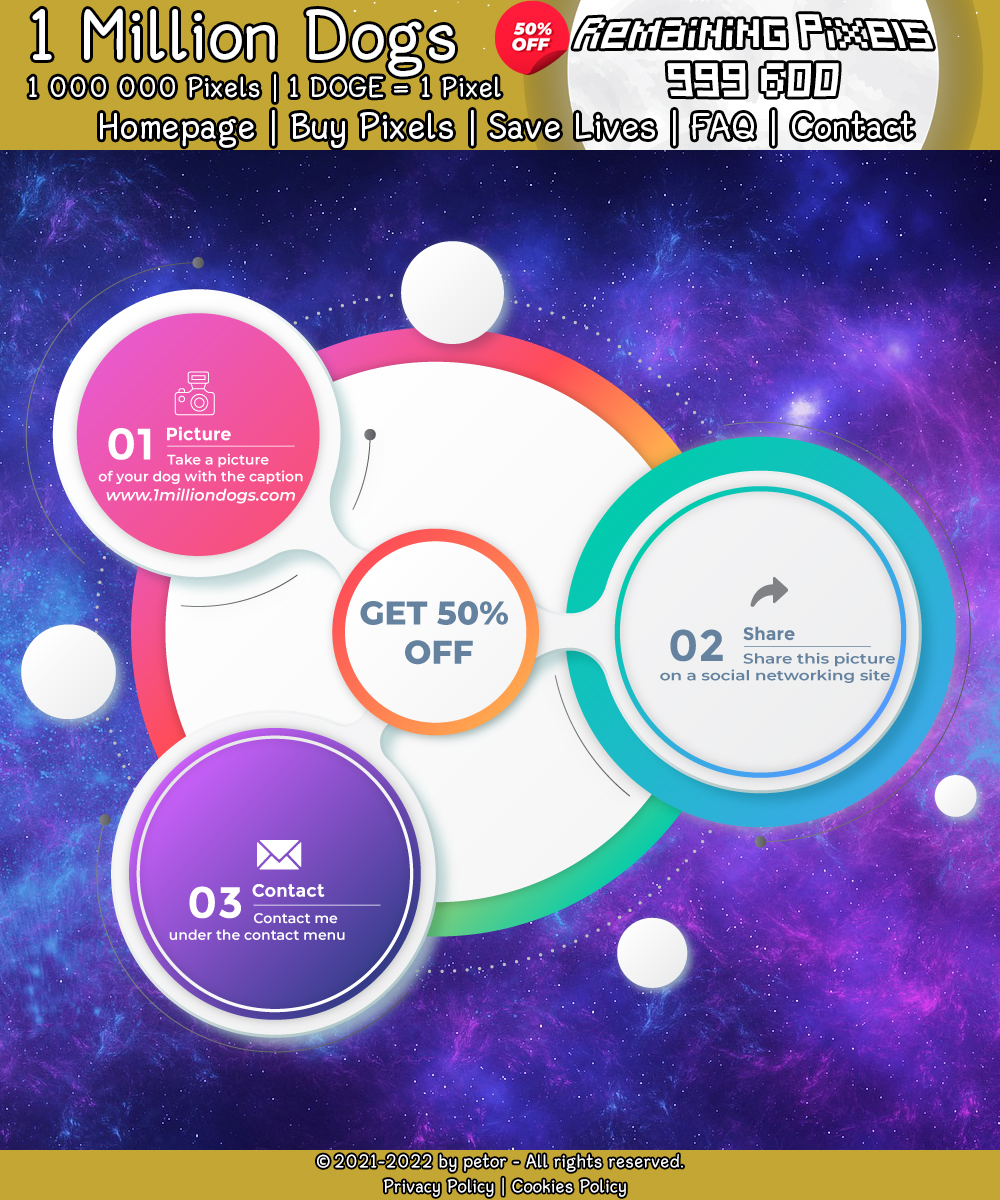 1 Million Dogs
1 000 000 Pixels | 1 DOGE = 1 Pixel
50%
OFF
Remaining Pixels
999 600
Homepage | Buy Pixels | Save Lives | FAQ | Contact
01 Picture
Take a picture
of your dog with the caption
www.1milliondogs.com
GET 50%
OFF
02 Share
Share this picture
on a social networking site
03 Contact
Contact me
under the contact menu
© 2021-2022 by petor - All rights reserved.
Privacy Policy | Cookies Policy